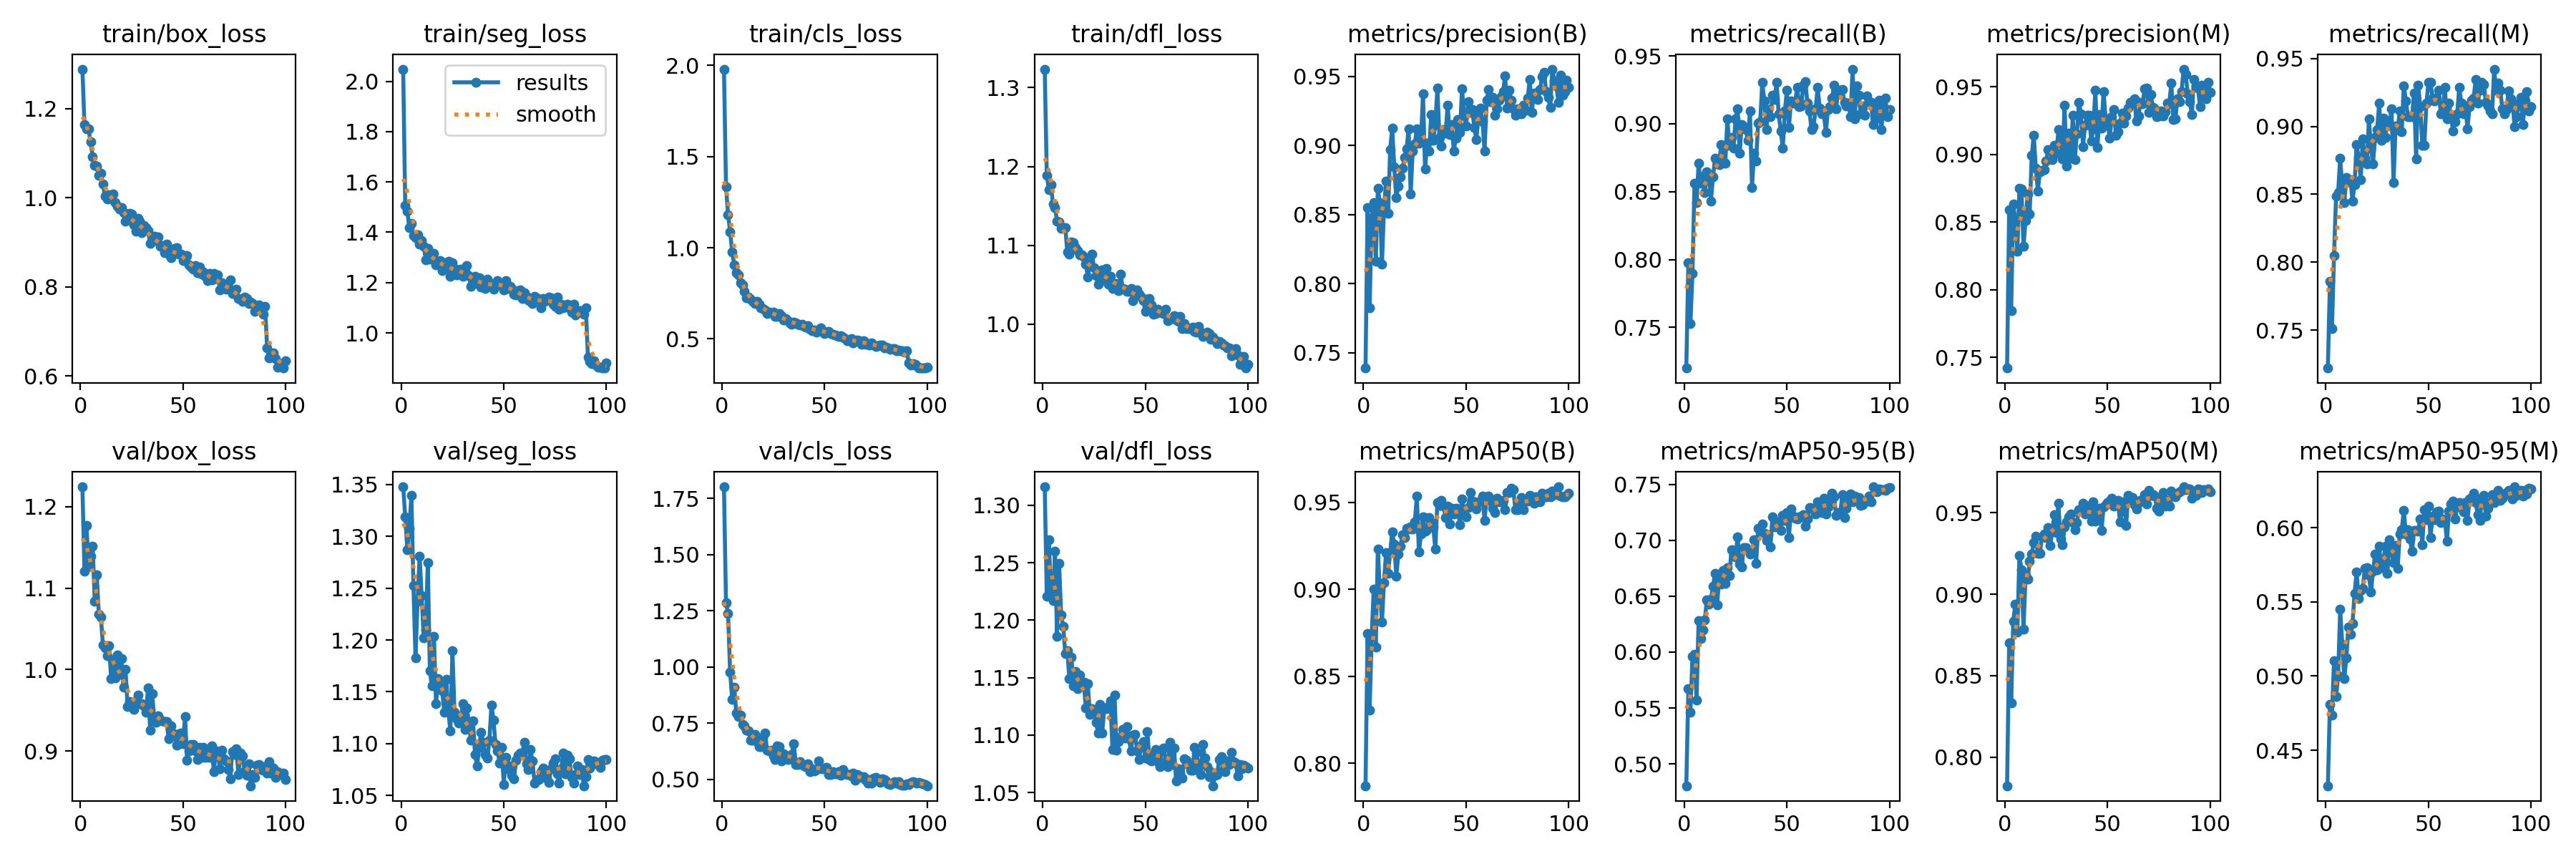 train/box_loss
train/seg_loss
train/cls_loss
train/dfl_loss
metrics/precision(B)
metrics/recall(B)
metrics/precision(M)
metrics/recall(M)
1.2
1.0
0.8
0.6
0 50 100
2.0
1.8
1.6
1.4
1.2
1.0
results
smooth
0 50 100
2.0
1.5
1.0
0.5
0 50 100
1.3
1.2
1.1
1.0
0 50 100
0.95
0.90
0.85
0.80
0.75
0 50 100
0.95
0.90
0.85
0.80
0.75
0 50 100
0.95
0.90
0.85
0.80
0.75
0 50 100
0.95
0.90
0.85
0.80
0.75
0 50 100
val/box_loss
val/seg_loss
val/cls_loss
val/dfl_loss
metrics/mAP50(B)
metrics/mAP50-95(B)
metrics/mAP50(M)
metrics/mAP50-95(M)
1.2
1.1
1.0
0.9
0 50 100
1.35
1.30
1.25
1.20
1.15
1.10
1.05
0 50 100
1.75
1.50
1.25
1.00
0.75
0.50
0 50 100
1.30
1.25
1.20
1.15
1.10
1.05
0 50 100
0.95
0.90
0.85
0.80
0 50 100
0.75
0.70
0.65
0.60
0.55
0.50
0 50 100
0.95
0.90
0.85
0.80
0 50 100
0.60
0.55
0.50
0.45
0 50 100